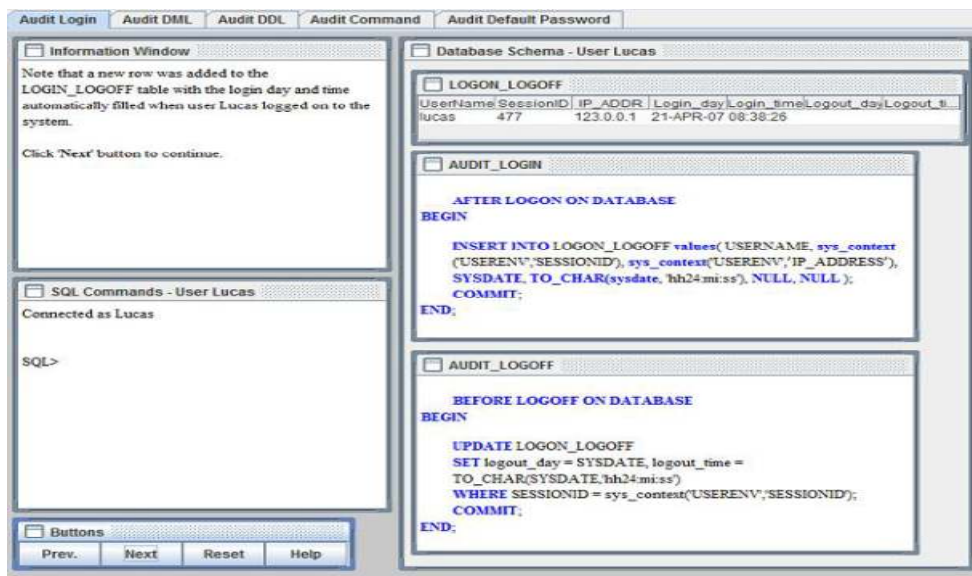 Audit Login Audit DML Audit DDL Audit Command Audit Default Password
Information Window
Note that a new row was added to the
LOGIN_LOGOFF table with the login day and time
automatically filled when user Lucas logged on to the
system.
Click 'Next' button to continue.
SQL Commands - User Lucas
Connected as Lucas
SQL>
Buttons
Prev. Next Reset Help
Database Schema - User Lucas
LOGON_LOGOFF
UserName SessionID IP_ADDR Login_day Login_time Logout_day Logout_ti...
lucas 477 123.0.0.1 21-APR-07 08:38:26
AUDIT_LOGIN
AFTER LOGON ON DATABASE
BEGIN
INSERT INTO LOGON_LOGOFF values( USERNAME, sys_context
('USERENV','SESSIONID'), sys_context('USERENV','IP_ADDRESS'),
SYSDATE, TO_CHAR(sysdate, 'hh24:mi:ss'), NULL, NULL );
COMMIT;
END;
AUDIT_LOGOFF
BEFORE LOGOFF ON DATABASE
BEGIN
UPDATE LOGON_LOGOFF
SET logout_day = SYSDATE, logout_time =
TO_CHAR(SYSDATE,'hh24:mi:ss')
WHERE SESSIONID = sys_context('USERENV','SESSIONID');
COMMIT;
END;